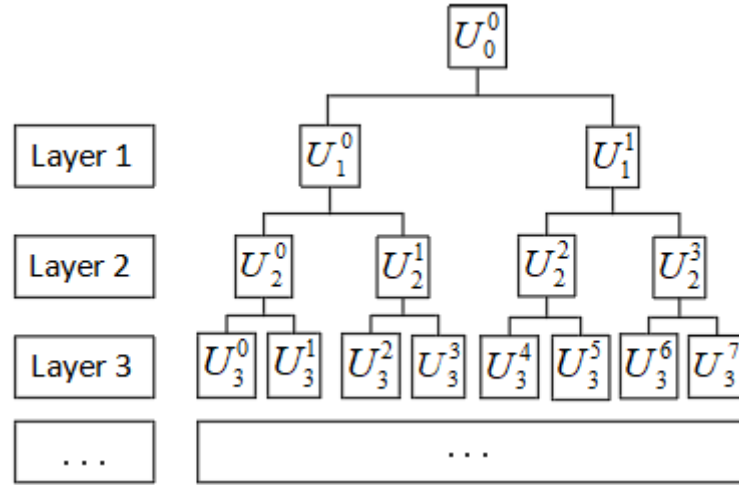 U_0^0
Layer 1 U_1^0 U_1^1
Layer 2 U_2^0 U_2^1 U_2^2 U_2^3
Layer 3 U_3^0 U_3^1 U_3^2 U_3^3 U_3^4 U_3^5 U_3^6 U_3^7
... ...